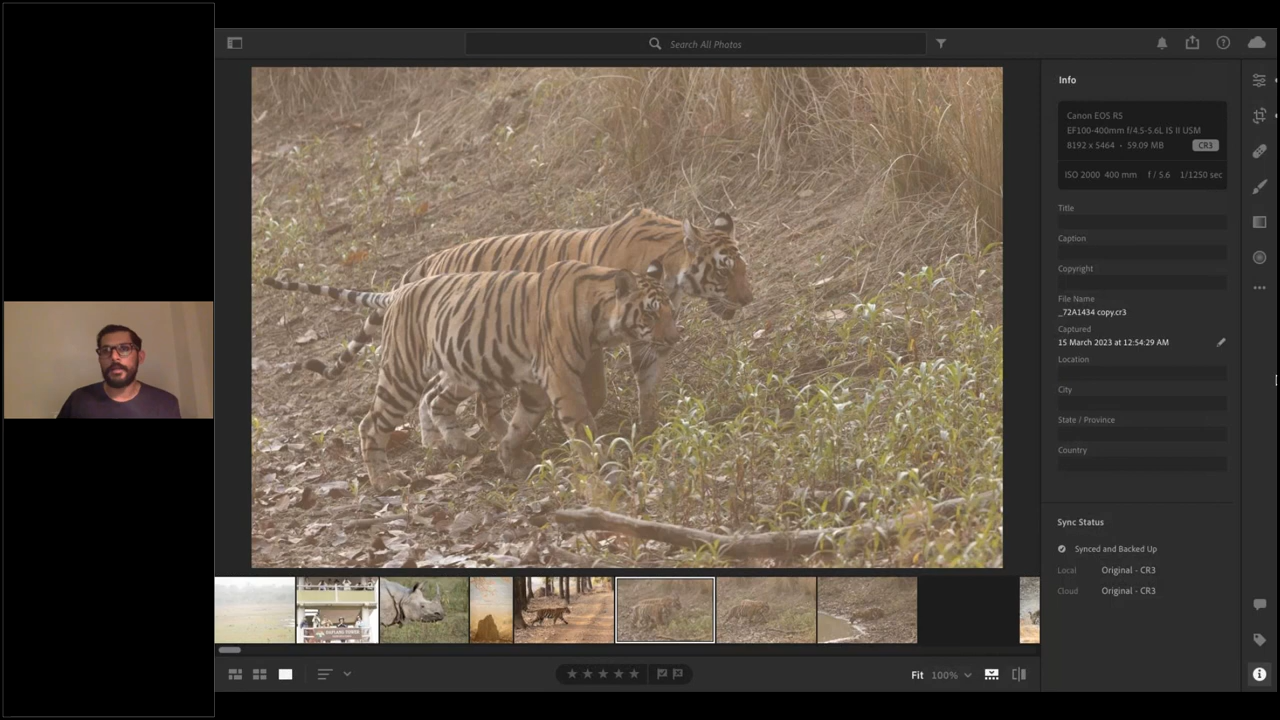 Search All Photos
Info
Canon EOS R5
EF100-400mm f/4.5-5.6L IS II USM
8192 x 5464 • 59.09 MB CR3
ISO 2000 400 mm f / 5.6 1/1250 sec
Title
Caption
Copyright
File Name
_72A1434 copy.cr3
Captured
15 March 2023 at 12:54:29 AM
Location
City
State / Province
Country
Sync Status
Synced and Backed Up
Local Original - CR3
Cloud Original - CR3
Fit 100%